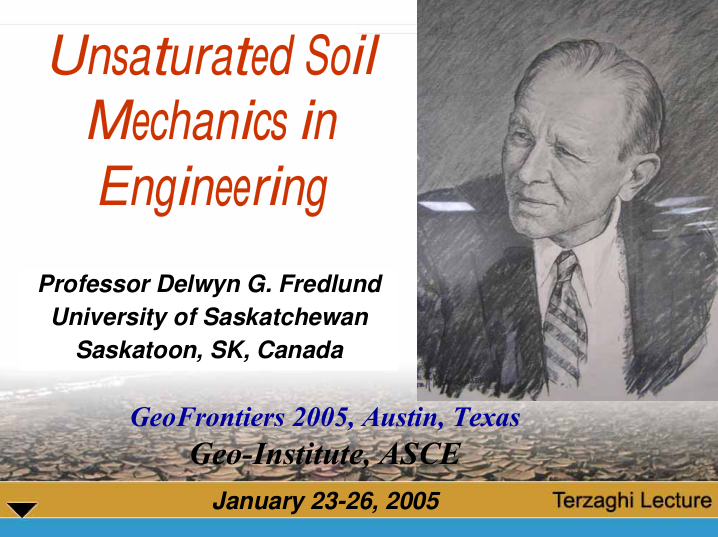 Unsaturated Soil
Mechanics in
Engineering
Professor Delwyn G. Fredlund
University of Saskatchewan
Saskatoon, SK, Canada
GeoFrontiers 2005, Austin, Texas
Geo-Institute, ASCE
January 23-26, 2005
Terzaghi Lecture